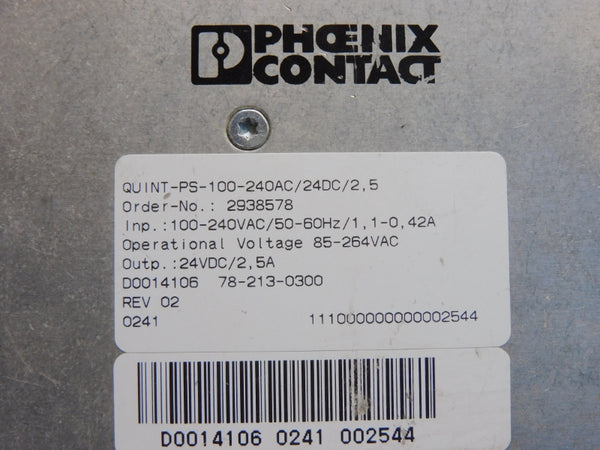 PHOENIX
CONTACT
QUINT-PS-100-240AC/24DC/2,5
Order-No.: 2938578
Inp.:100-240VAC/50-60Hz/1,1-0,42A
Operational Voltage 85-264VAC
Outp.:24VDC/2,5A
D0014106 78-213-0300
REV 02
0241 111000000000002544
D0014106 0241 002544